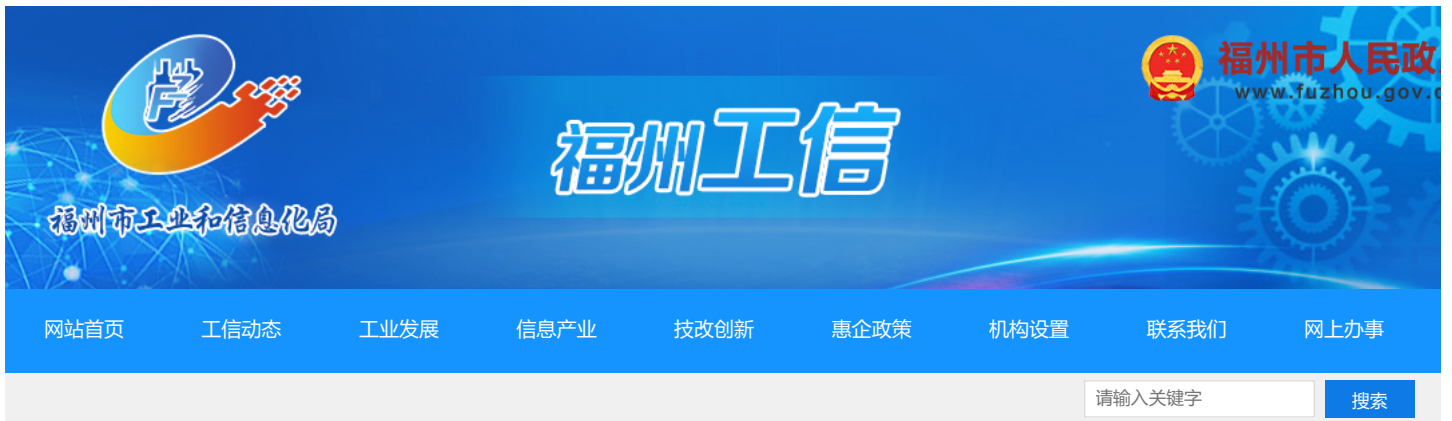 福州市人民政
www.fuzhou.gov.c
福州工信
福州市工业和信息化局
网站首页 工信动态 工业发展 信息产业 技改创新 惠企政策 机构设置 联系我们 网上办事
请输入关键字 搜索